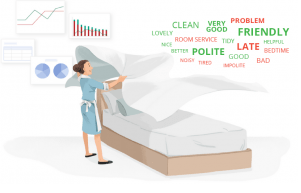 PROBLEM
CLEAN VERY GOOD
LOVELY FRIENDLY
NICE ROOM SERVICE TIDY HELPFUL
BETTER POLITE LATE BEDTIME
NOISY TIRED GOOD BAD
IMPOLITE